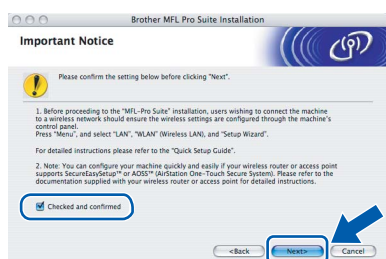 Brother MFL Pro Suite Installation
Important Notice
Please confirm the setting below before clicking "Next".
1. Before proceeding to the "MFL-Pro Suite" installation, users wishing to connect the machine
to a wireless network should ensure the wireless settings are configured through the machine's
control panel.
Press "Menu", and select "LAN", "WLAN" (Wireless LAN), and "Setup Wizard".
For detailed instructions please refer to the "Quick Setup Guide".
2. Note: You can configure your machine quickly and easily if your wireless router or access point
supports SecureEasySetup™ or AOSS™ (AirStation One-Touch Secure System). Please refer to the
documentation supplied with your wireless router or access point for detailed instructions.
Checked and confirmed
<Back Next> Cancel